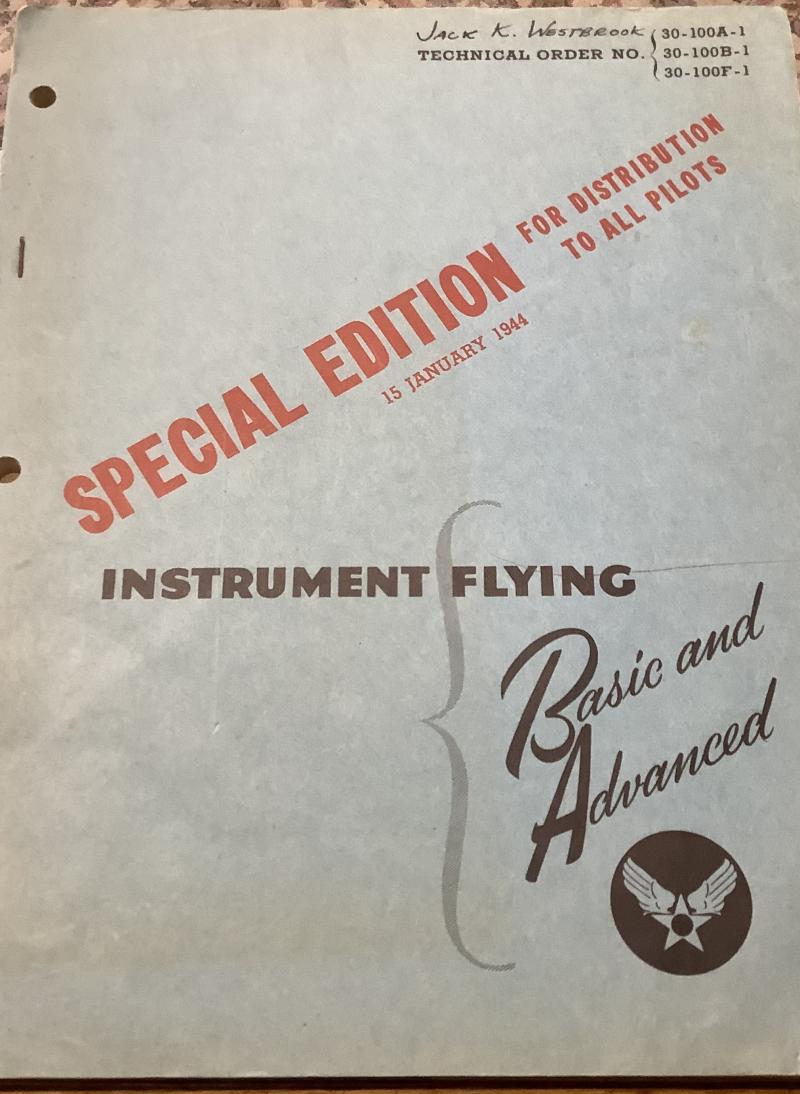 Jack K. Westbrook
30-100A-1
TECHNICAL ORDER NO. 30-100B-1
30-100F-1
FOR DISTRIBUTION
TO ALL PILOTS
SPECIAL EDITION
15 JANUARY 1944
INSTRUMENT FLYING
Basic and
Advanced